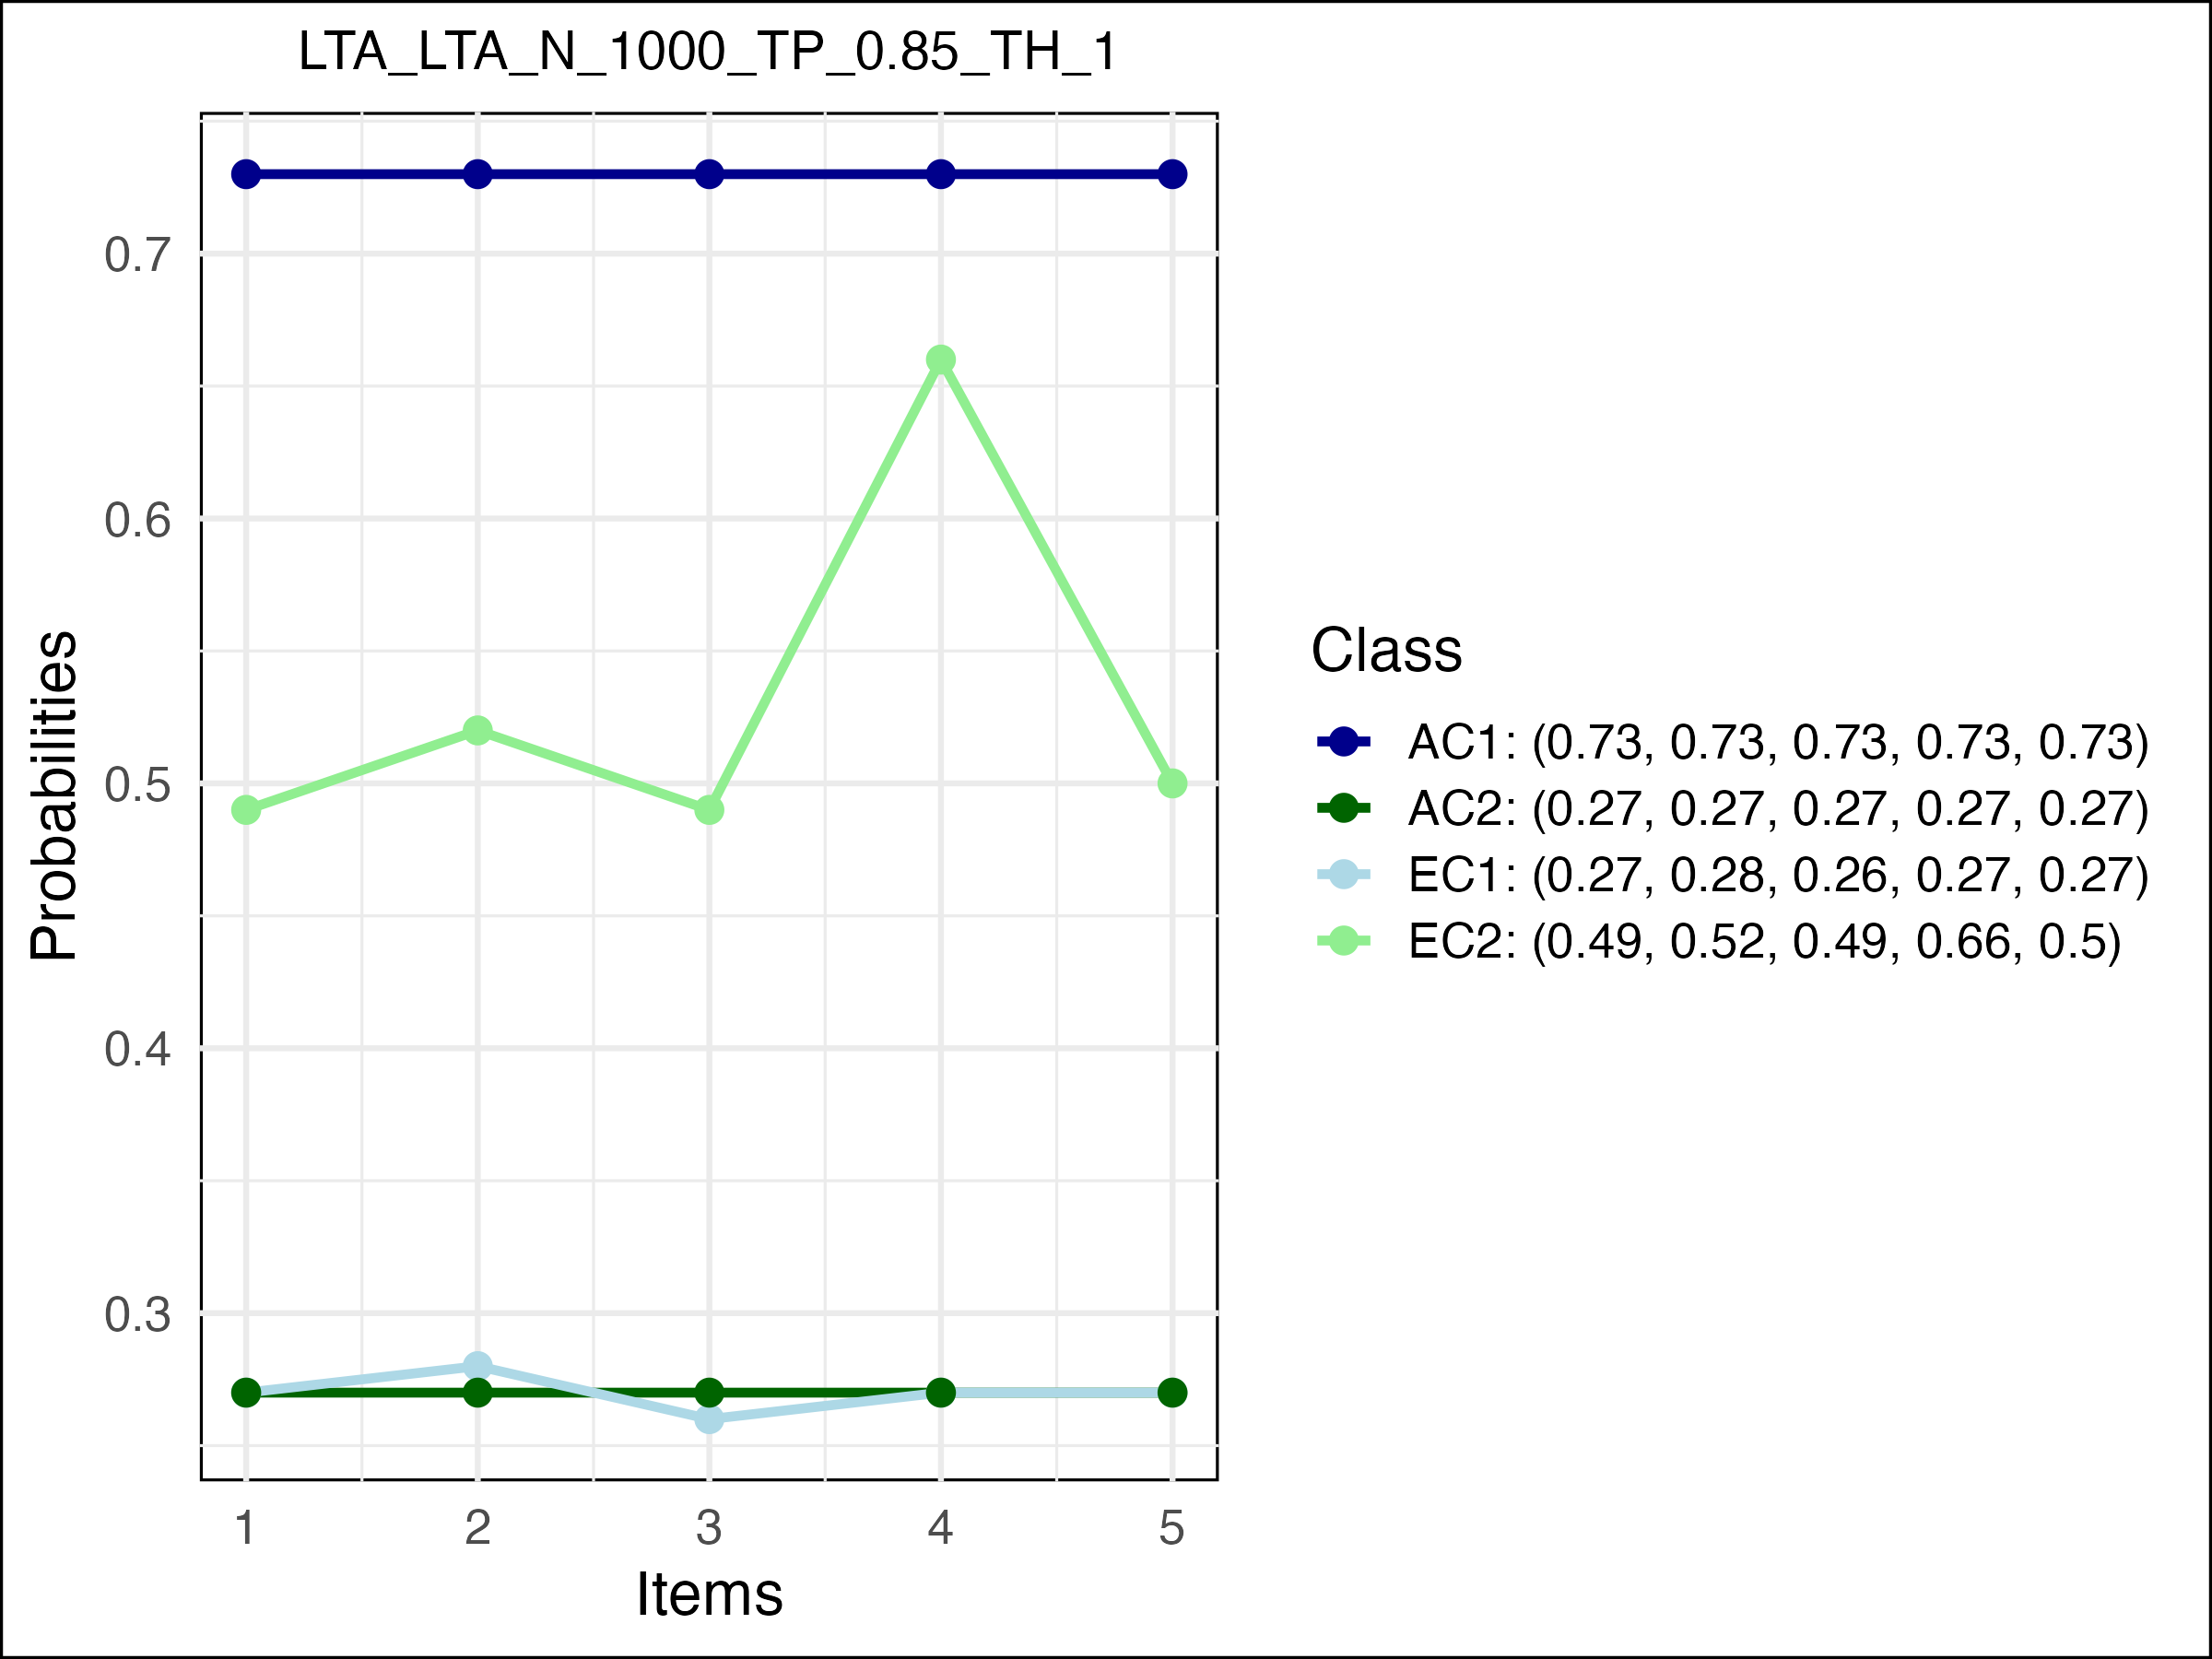 LTA_LTA_N_1000_TP_0.85_TH_1
Probabilities
0.7
0.6
0.5
0.4
0.3
1 2 3 4 5
Items
Class
AC1: (0.73, 0.73, 0.73, 0.73, 0.73)
AC2: (0.27, 0.27, 0.27, 0.27, 0.27)
EC1: (0.27, 0.28, 0.26, 0.27, 0.27)
EC2: (0.49, 0.52, 0.49, 0.66, 0.5)